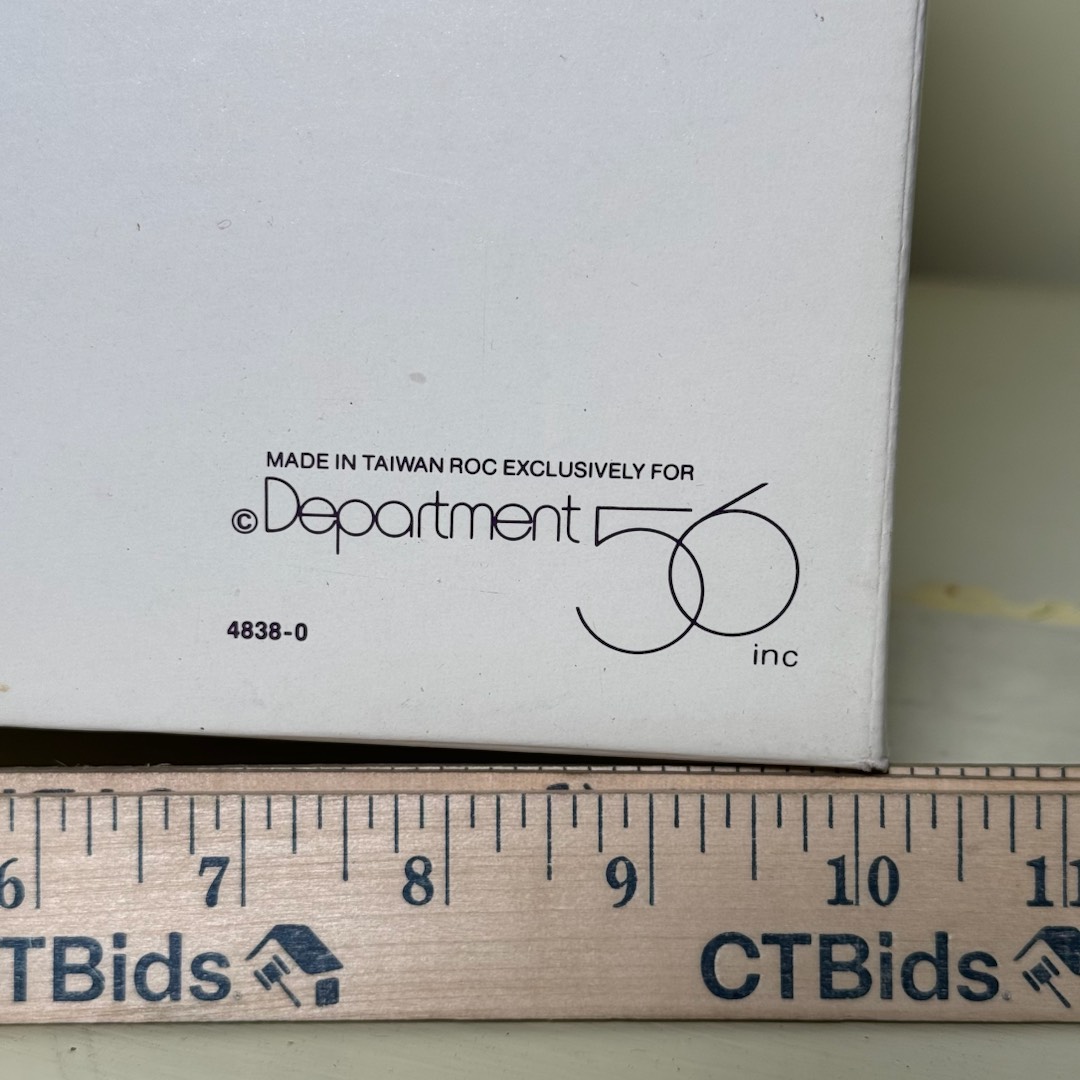 MADE IN TAIWAN ROC EXCLUSIVELY FOR
©Department 56
inc
4838-0
6 7 8 9 10 11
TBids CTBids